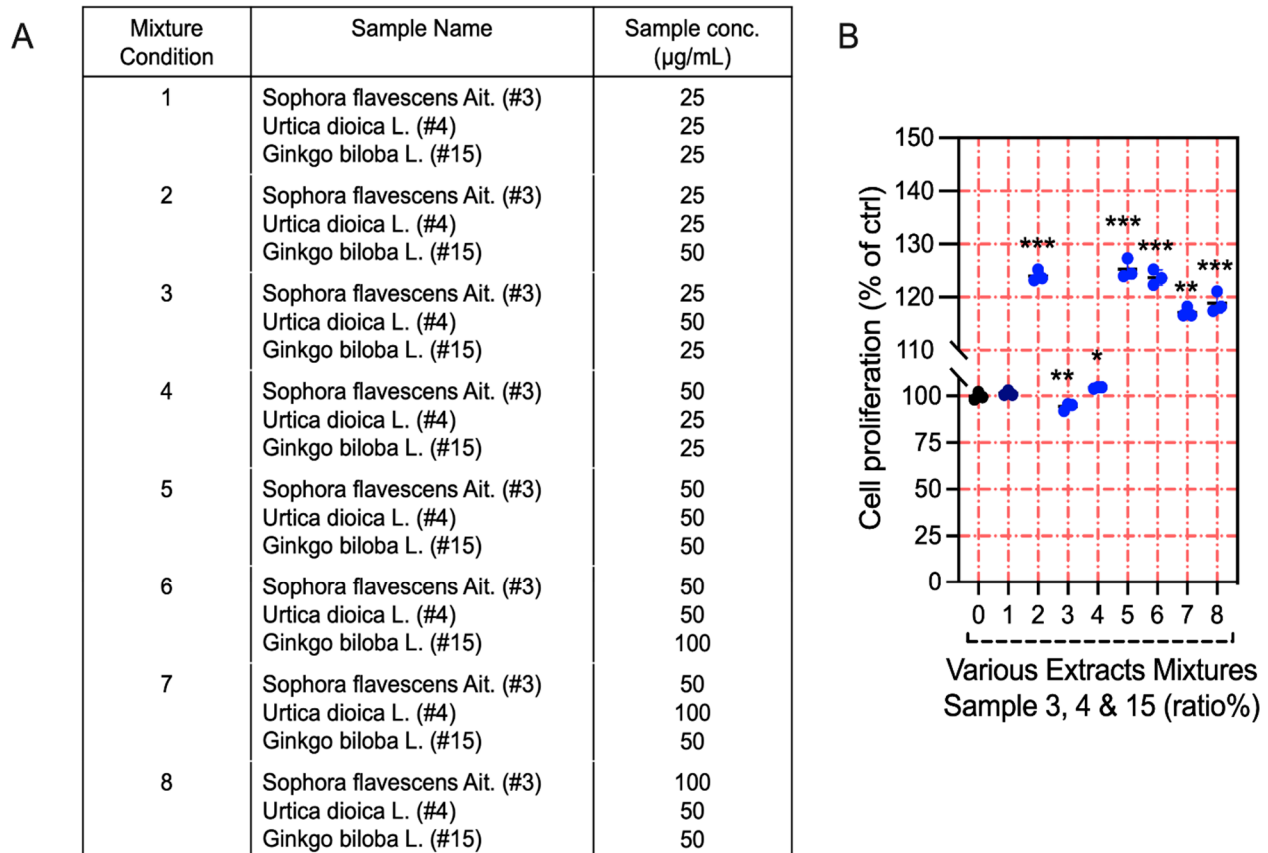 A
Mixture Condition Sample Name Sample conc. (µg/mL)
1 Sophora flavescens Ait. (#3) 25
Urtica dioica L. (#4) 25
Ginkgo biloba L. (#15) 25
2 Sophora flavescens Ait. (#3) 25
Urtica dioica L. (#4) 25
Ginkgo biloba L. (#15) 50
3 Sophora flavescens Ait. (#3) 25
Urtica dioica L. (#4) 50
Ginkgo biloba L. (#15) 25
4 Sophora flavescens Ait. (#3) 50
Urtica dioica L. (#4) 25
Ginkgo biloba L. (#15) 25
5 Sophora flavescens Ait. (#3) 50
Urtica dioica L. (#4) 50
Ginkgo biloba L. (#15) 50
6 Sophora flavescens Ait. (#3) 50
Urtica dioica L. (#4) 50
Ginkgo biloba L. (#15) 100
7 Sophora flavescens Ait. (#3) 50
Urtica dioica L. (#4) 100
Ginkgo biloba L. (#15) 50
8 Sophora flavescens Ait. (#3) 100
Urtica dioica L. (#4) 50
Ginkgo biloba L. (#15) 50
B
Cell proliferation (% of ctrl)
150
140
130
120
110
100
75
50
25
0
***
***
***
**
***
**
*
0 1 2 3 4 5 6 7 8
Various Extracts Mixtures
Sample 3, 4 & 15 (ratio%)